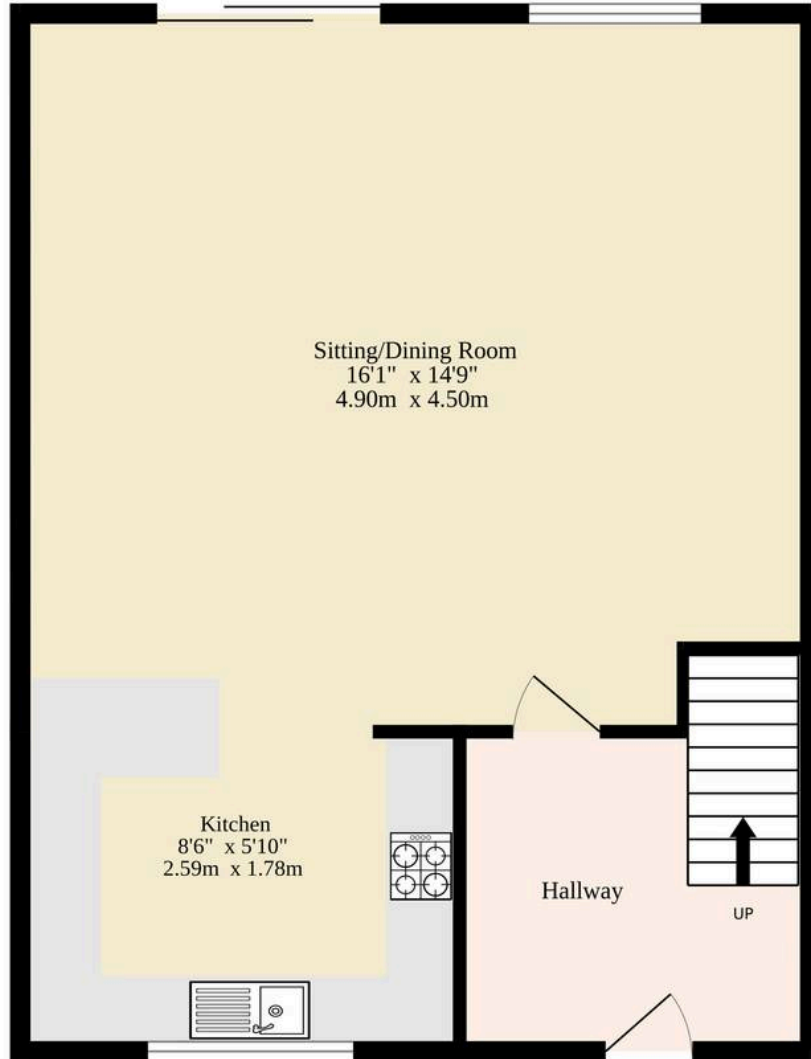 Sitting/Dining Room
16'1" x 14'9"
4.90m x 4.50m
Kitchen
8'6" x 5'10"
2.59m x 1.78m
Hallway
UP